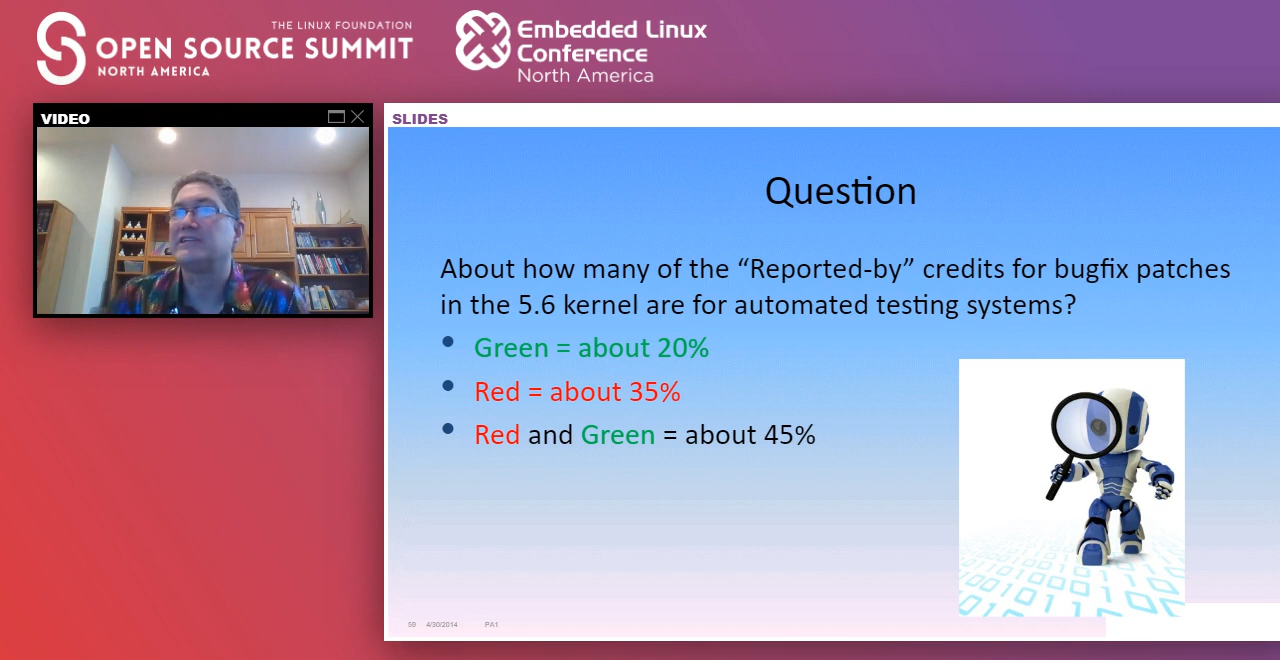 THE LINUX FOUNDATION
OPEN SOURCE SUMMIT
NORTH AMERICA
Embedded Linux
Conference
North America
VIDEO
SLIDES
Question
About how many of the “Reported-by” credits for bugfix patches
in the 5.6 kernel are for automated testing systems?
Green = about 20%
Red = about 35%
Red and Green = about 45%
59 4/30/2014 PA1